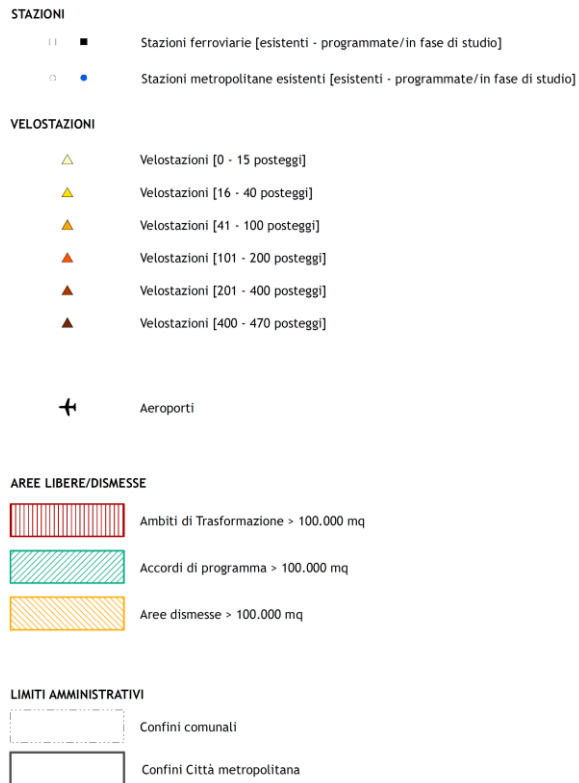 STAZIONI
Stazioni ferroviarie [esistenti - programmate/in fase di studio]
Stazioni metropolitane esistenti [esistenti - programmate/in fase di studio]
VELOSTAZIONI
Velostazioni [0 - 15 posteggi]
Velostazioni [16 - 40 posteggi]
Velostazioni [41 - 100 posteggi]
Velostazioni [101 - 200 posteggi]
Velostazioni [201 - 400 posteggi]
Velostazioni [400 - 470 posteggi]
Aeroporti
AREE LIBERE/DISMESSE
Ambiti di Trasformazione > 100.000 mq
Accordi di programma > 100.000 mq
Aree dismesse > 100.000 mq
LIMITI AMMINISTRATIVI
Confini comunali
Confini Città metropolitana